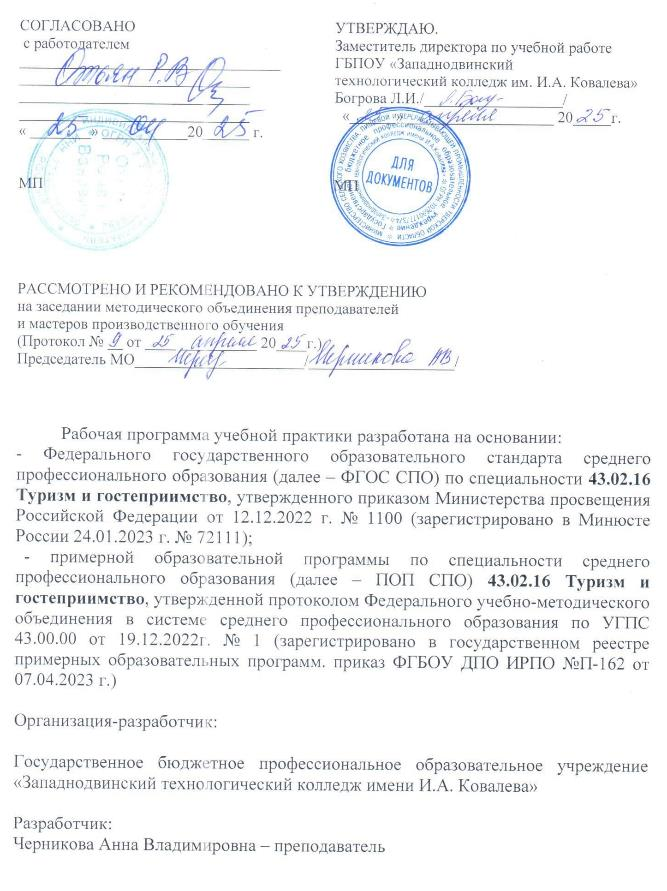 СОГЛАСОВАНО
с работодателем
Отоян Р.В
« 25 » 04 20 25 г.
МП
УТВЕРЖДАЮ.
Заместитель директора по учебной работе
ГБПОУ «Западнодвинский
технологический колледж им. И.А. Ковалева»
Богрова Л.И./ /
« 25 апреля 20 25 г.
МП
ДЛЯ
ДОКУМЕНТОВ
РАССМОТРЕНО И РЕКОМЕНДОВАНО К УТВЕРЖДЕНИЮ
на заседании методического объединения преподавателей
и мастеров производственного обучения
(Протокол № 9 от 25 апреля 20 25 г.)
Председатель МО / Черникова АВ /
Рабочая программа учебной практики разработана на основании:
- Федерального государственного образовательного стандарта среднего
профессионального образования (далее – ФГОС СПО) по специальности 43.02.16
Туризм и гостеприимство, утвержденного приказом Министерства просвещения
Российской Федерации от 12.12.2022 г. № 1100 (зарегистрировано в Минюсте
России 24.01.2023 г. № 72111);
- примерной образовательной программы по специальности среднего
профессионального образования (далее – ПОП СПО) 43.02.16 Туризм и
гостеприимство, утвержденной протоколом Федерального учебно-методического
объединения в системе среднего профессионального образования по УГПС
43.00.00 от 19.12.2022г. № 1 (зарегистрировано в государственном реестре
примерных образовательных программ. приказ ФГБОУ ДПО ИРПО №П-162 от
07.04.2023 г.)
Организация-разработчик:
Государственное бюджетное профессиональное образовательное учреждение
«Западнодвинский технологический колледж имени И.А. Ковалева»
Разработчик:
Черникова Анна Владимировна – преподаватель